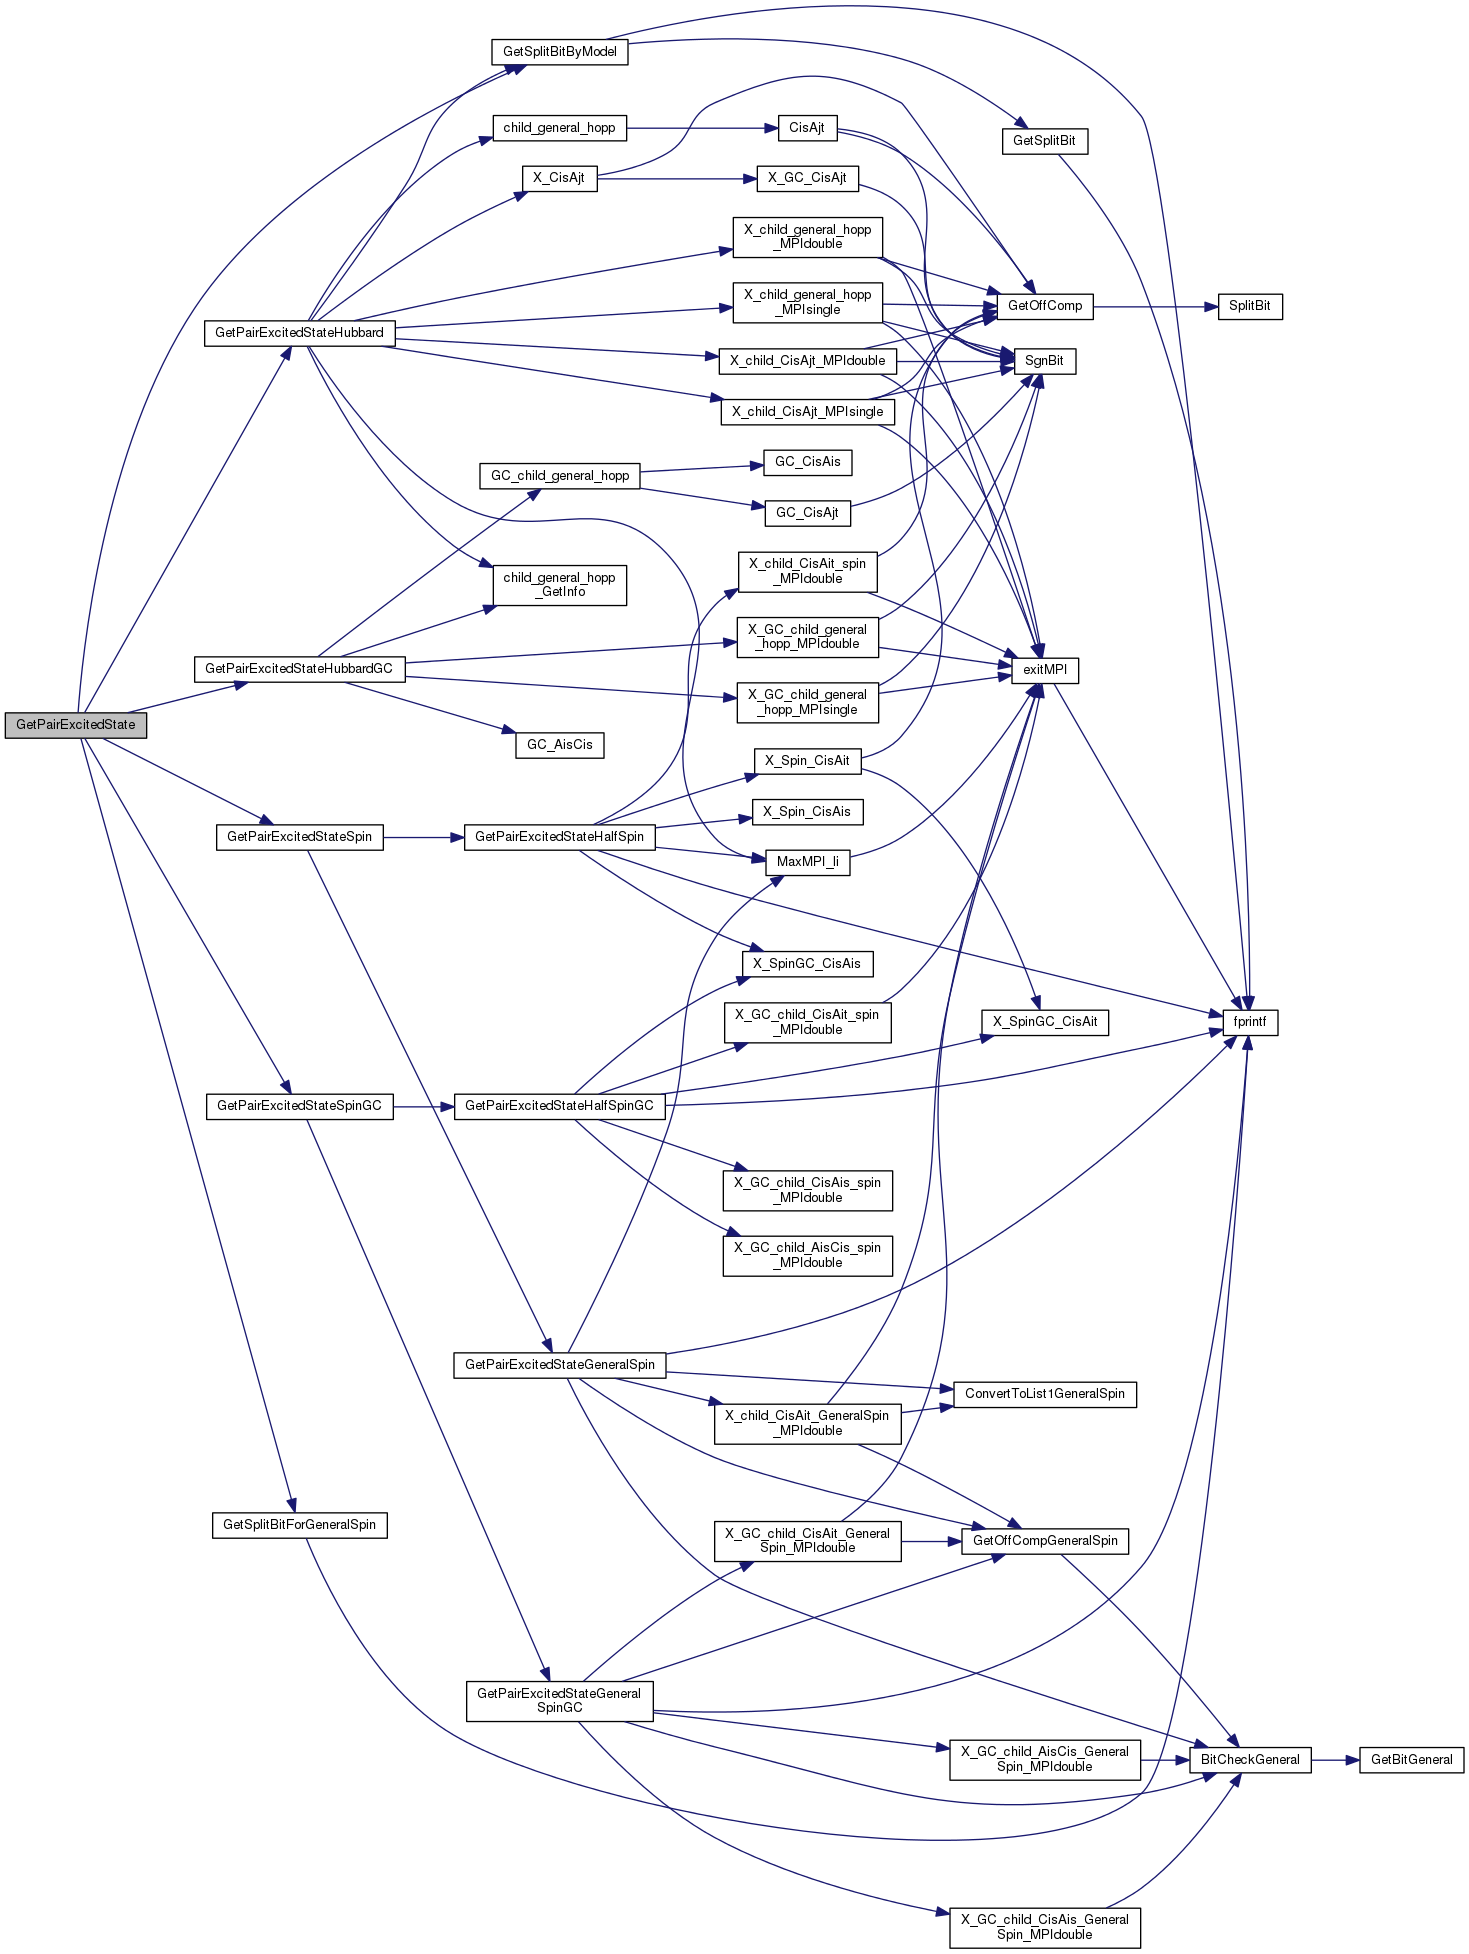 GetSplitBitByModel
child_general_hopp
CisAjt
GetSplitBit
X_CisAjt
X_GC_CisAjt
X_child_general_hopp
_MPIdouble
X_child_general_hopp
_MPIsingle
GetOffComp
SplitBit
GetPairExcitedStateHubbard
X_child_CisAjt_MPIdouble
SgnBit
X_child_CisAjt_MPIsingle
GC_child_general_hopp
GC_CisAis
GC_CisAjt
child_general_hopp
_GetInfo
X_child_CisAit_spin
_MPIdouble
X_GC_child_general
_hopp_MPIdouble
GetPairExcitedStateHubbardGC
exitMPI
X_GC_child_general
_hopp_MPIsingle
GetPairExcitedState
GC_AisCis
X_Spin_CisAit
X_Spin_CisAis
GetPairExcitedStateSpin
GetPairExcitedStateHalfSpin
MaxMPI_li
X_SpinGC_CisAis
X_GC_child_CisAit_spin
_MPIdouble
X_SpinGC_CisAit
fprintf
GetPairExcitedStateSpinGC
GetPairExcitedStateHalfSpinGC
X_GC_child_CisAis_spin
_MPIdouble
X_GC_child_AisCis_spin
_MPIdouble
GetPairExcitedStateGeneralSpin
ConvertToList1GeneralSpin
X_child_CisAit_GeneralSpin
_MPIdouble
GetSplitBitForGeneralSpin
X_GC_child_CisAit_General
Spin_MPIdouble
GetOffCompGeneralSpin
GetPairExcitedStateGeneral
SpinGC
X_GC_child_AisCis_General
Spin_MPIdouble
BitCheckGeneral
GetBitGeneral
X_GC_child_CisAis_General
Spin_MPIdouble